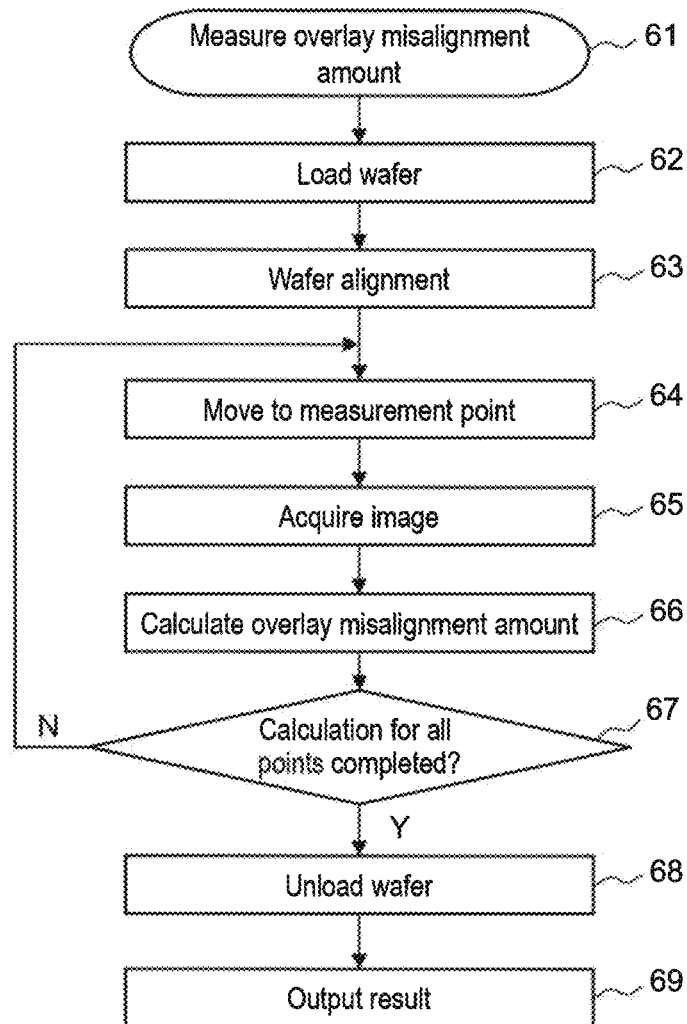 Measure overlay misalignment
amount
61
Load wafer
62
Wafer alignment
63
Move to measurement point
64
Acquire image
65
Calculate overlay misalignment amount
66
Calculation for all
points completed?
67
N
Y
Unload wafer
68
Output result
69